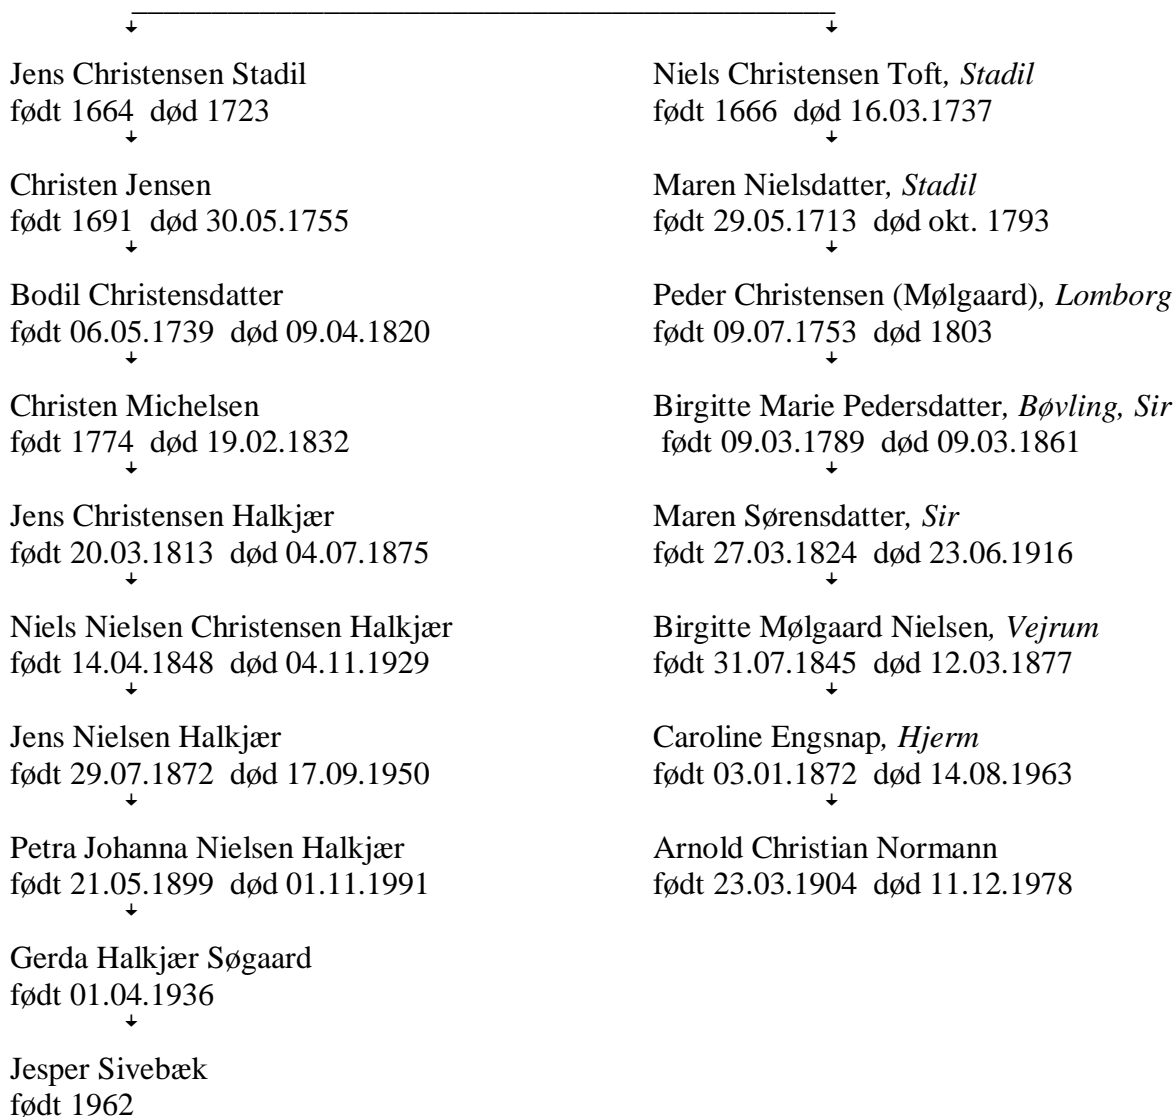 Jens Christensen Stadil
født 1664 død 1723
Christen Jensen
født 1691 død 30.05.1755
Bodil Christensdatter
født 06.05.1739 død 09.04.1820
Christen Michelsen
født 1774 død 19.02.1832
Jens Christensen Halkjær
født 20.03.1813 død 04.07.1875
Niels Nielsen Christensen Halkjær
født 14.04.1848 død 04.11.1929
Jens Nielsen Halkjær
født 29.07.1872 død 17.09.1950
Petra Johanna Nielsen Halkjær
født 21.05.1899 død 01.11.1991
Gerda Halkjær Søgaard
født 01.04.1936
Jesper Sivebæk
født 1962
Niels Christensen Toft, Stadil
født 1666 død 16.03.1737
Maren Nielsdatter, Stadil
født 29.05.1713 død okt. 1793
Peder Christensen (Mølgaard), Lomborg
født 09.07.1753 død 1803
Birgitte Marie Pedersdatter, Bøvling, Sir
født 09.03.1789 død 09.03.1861
Maren Sørensdatter, Sir
født 27.03.1824 død 23.06.1916
Birgitte Mølgaard Nielsen, Vejrum
født 31.07.1845 død 12.03.1877
Caroline Engsnap, Hjerm
født 03.01.1872 død 14.08.1963
Arnold Christian Normann
født 23.03.1904 død 11.12.1978